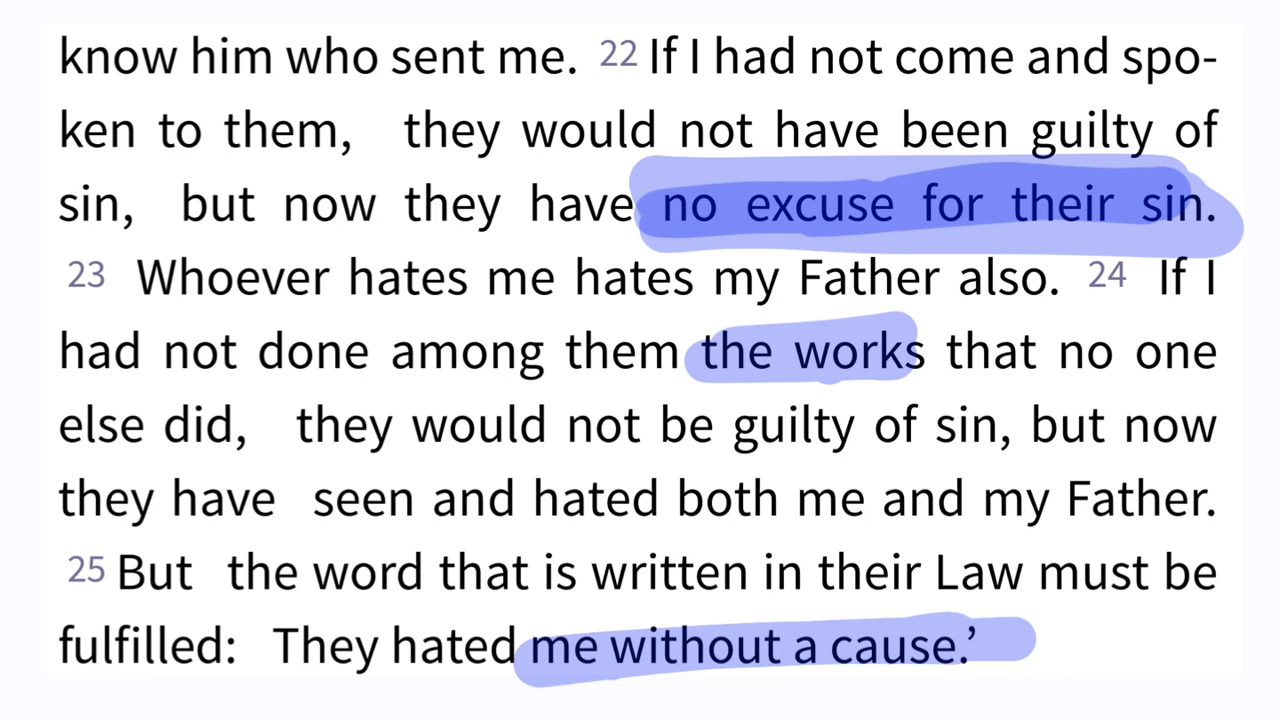 know him who sent me. 22 If I had not come and spo-
ken to them, they would not have been guilty of
sin, but now they have no excuse for their sin.
23 Whoever hates me hates my Father also. 24 If I
had not done among them the works that no one
else did, they would not be guilty of sin, but now
they have seen and hated both me and my Father.
25 But the word that is written in their Law must be
fulfilled: They hated me without a cause.’